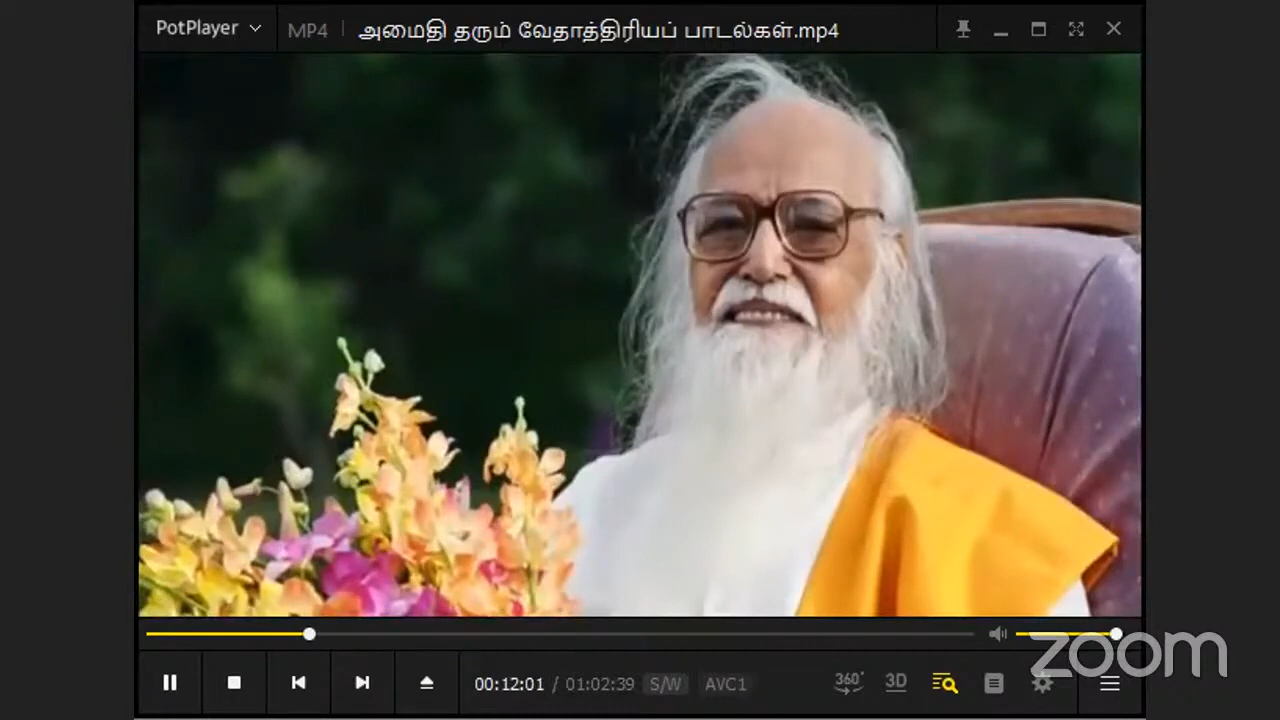 PotPlayer
MP4
அமைதி தரும் வேதாத்திரியப் பாடல்கள்.mp4
00:12:01 / 01:02:39
S/W
AVC1
360°
3D
zoom